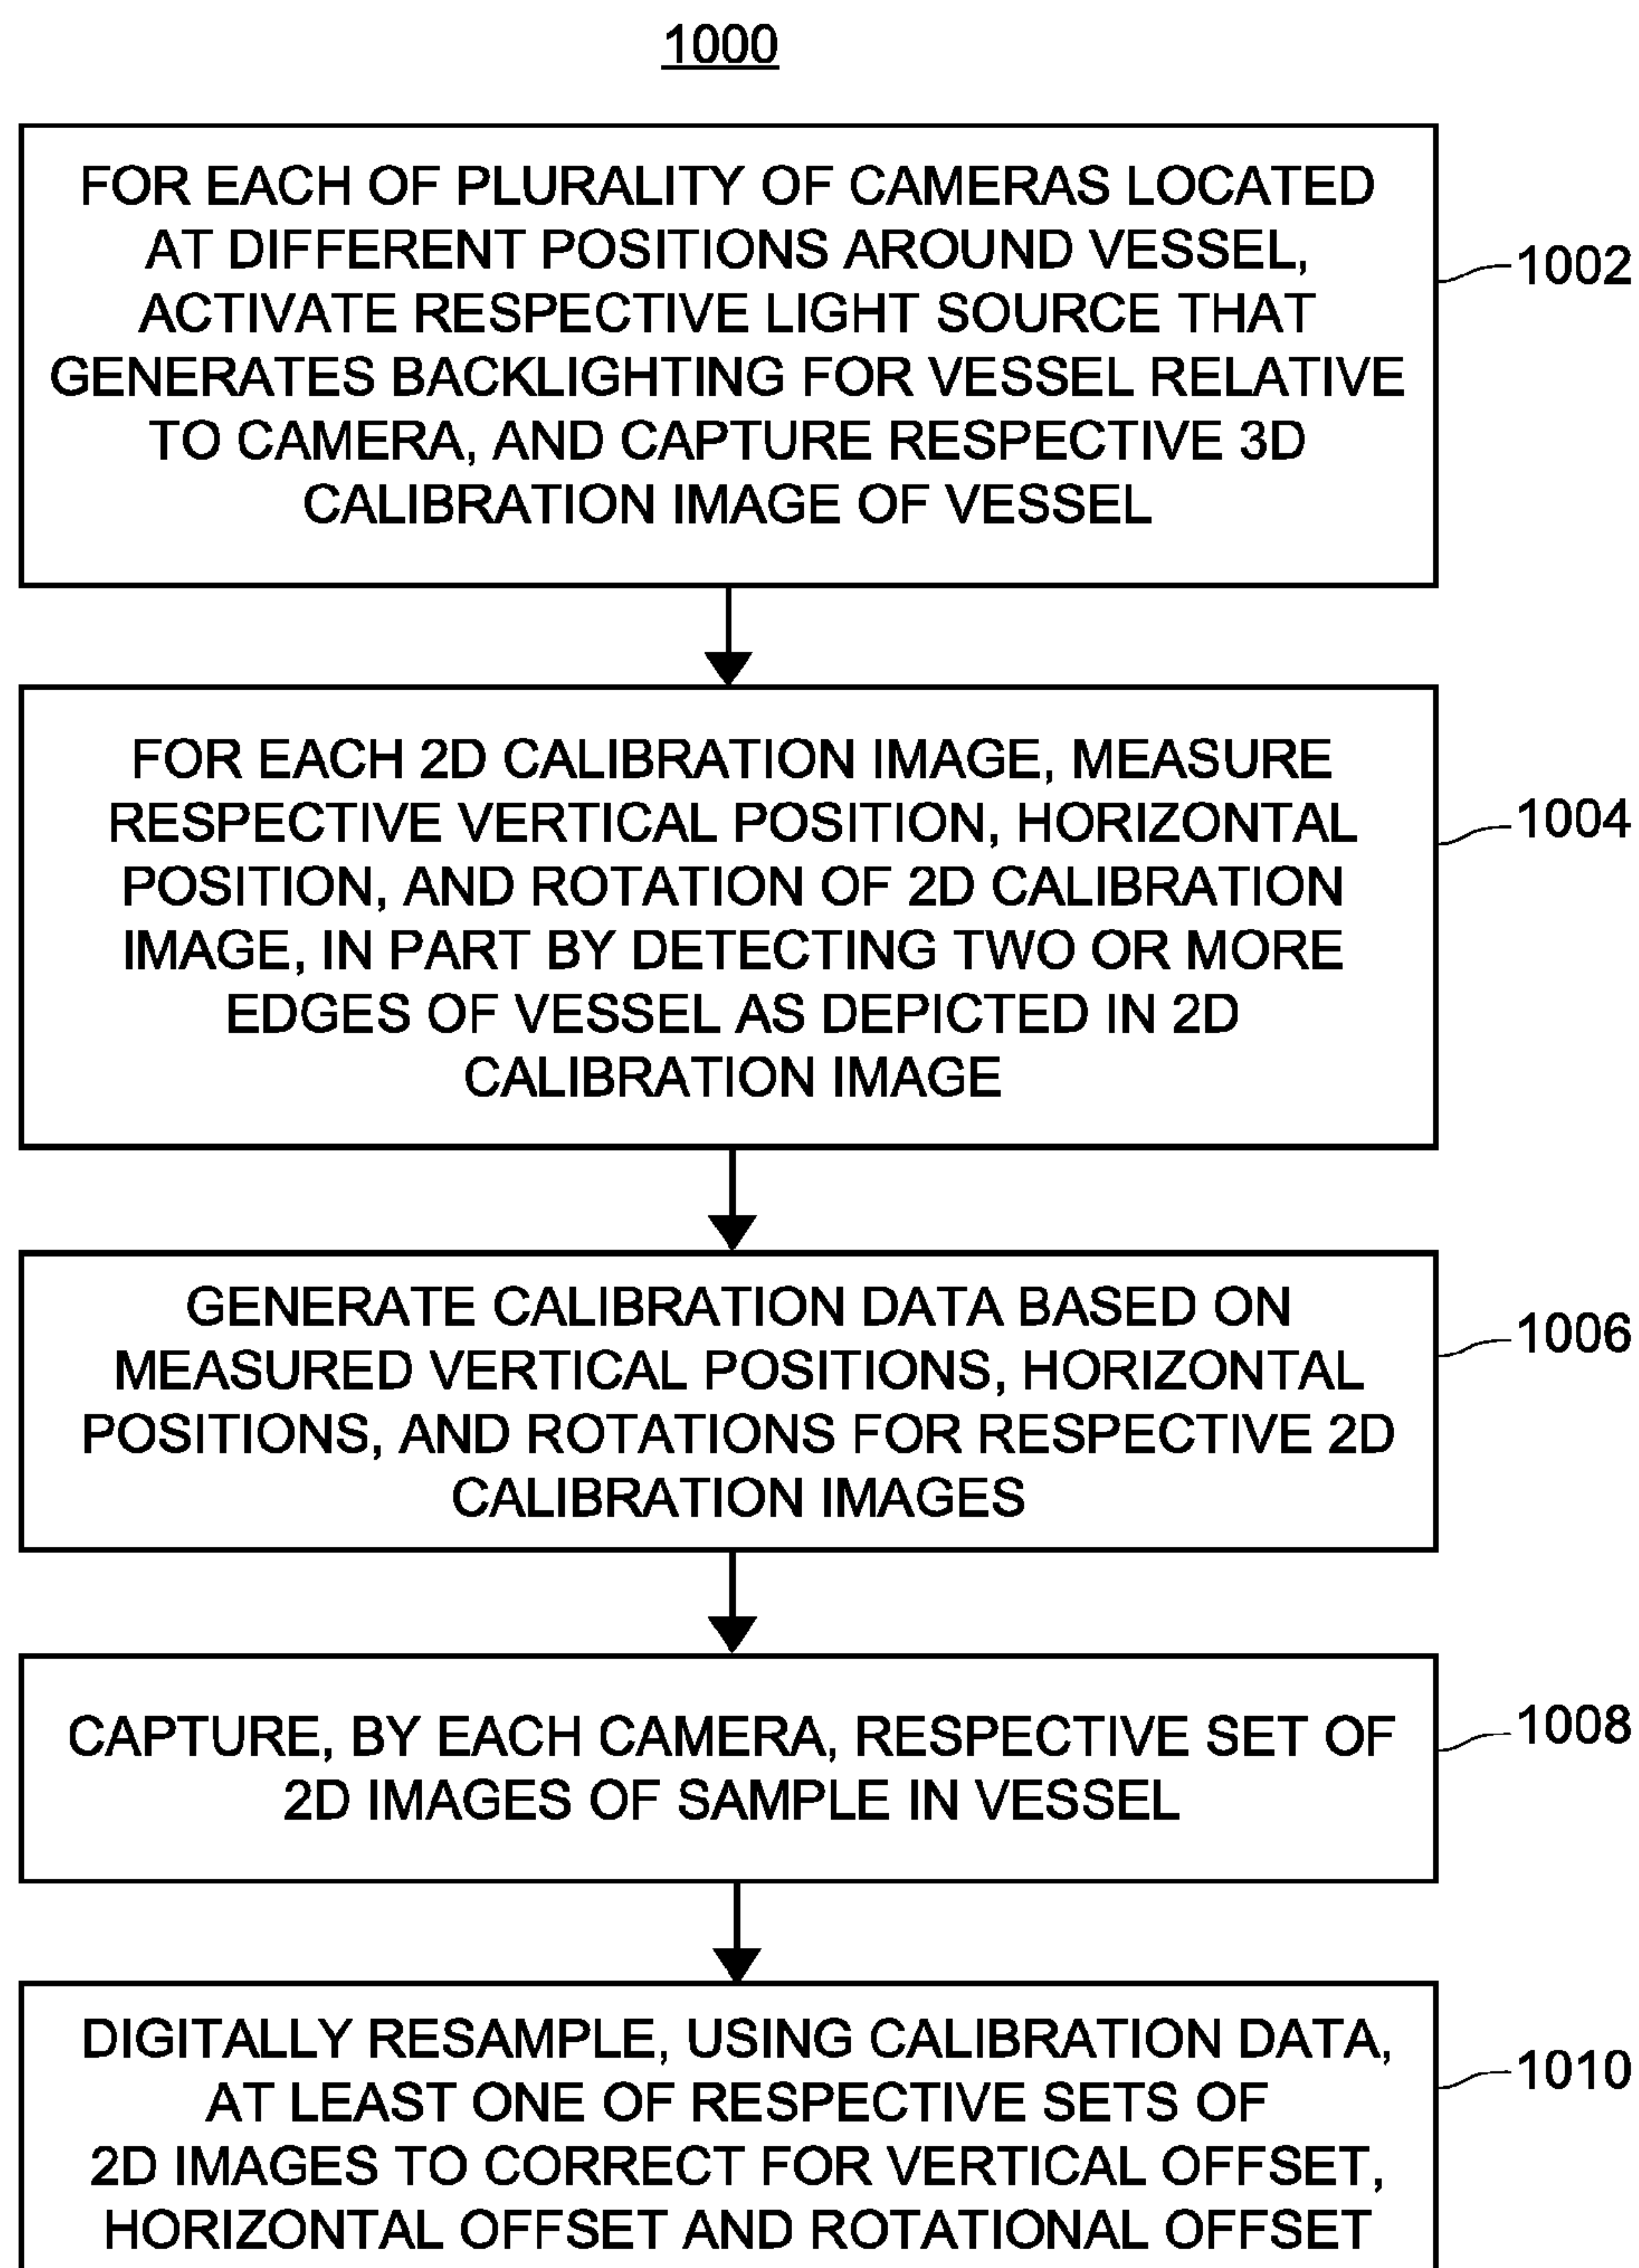 1000
FOR EACH OF PLURALITY OF CAMERAS LOCATED
AT DIFFERENT POSITIONS AROUND VESSEL,
ACTIVATE RESPECTIVE LIGHT SOURCE THAT
GENERATES BACKLIGHTING FOR VESSEL RELATIVE
TO CAMERA, AND CAPTURE RESPECTIVE 3D
CALIBRATION IMAGE OF VESSEL
1002
FOR EACH 2D CALIBRATION IMAGE, MEASURE
RESPECTIVE VERTICAL POSITION, HORIZONTAL
POSITION, AND ROTATION OF 2D CALIBRATION
IMAGE, IN PART BY DETECTING TWO OR MORE
EDGES OF VESSEL AS DEPICTED IN 2D
CALIBRATION IMAGE
1004
GENERATE CALIBRATION DATA BASED ON
MEASURED VERTICAL POSITIONS, HORIZONTAL
POSITIONS, AND ROTATIONS FOR RESPECTIVE 2D
CALIBRATION IMAGES
1006
CAPTURE, BY EACH CAMERA, RESPECTIVE SET OF
2D IMAGES OF SAMPLE IN VESSEL
1008
DIGITALLY RESAMPLE, USING CALIBRATION DATA,
AT LEAST ONE OF RESPECTIVE SETS OF
2D IMAGES TO CORRECT FOR VERTICAL OFFSET,
HORIZONTAL OFFSET AND ROTATIONAL OFFSET
1010